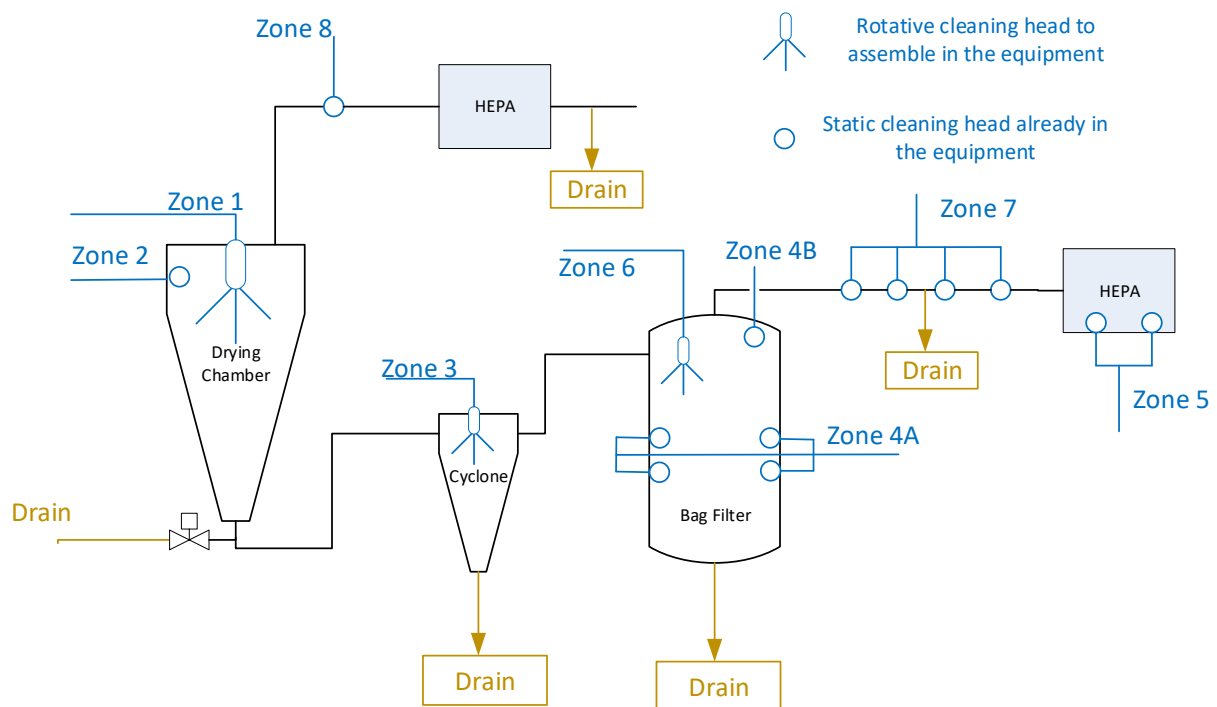 Zone 8
Rotative cleaning head to
assemble in the equipment
HEPA
Static cleaning head already in
the equipment
Drain
Zone 1
Zone 7
Zone 2
Zone 6
Zone 4B
HEPA
Drying
Chamber
Zone 3
Drain
Zone 5
Zone 4A
Cyclone
Drain
Bag Filter
Drain
Drain